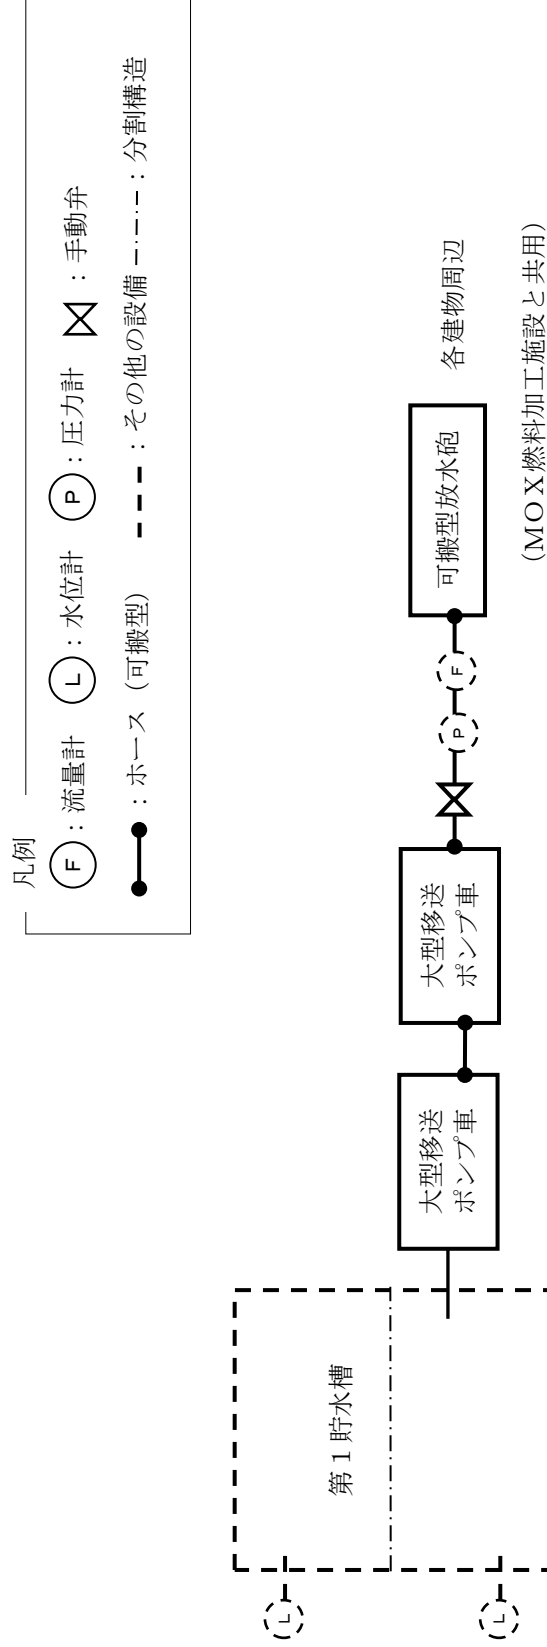 凡例
F：流量計 L：水位計 P：圧力計 ：手動弁
：ホース（可搬型） ：その他の設備 ：分割構造
第１貯水槽
L
L
大型移送
ポンプ車
大型移送
ポンプ車
P
F
可搬型放水砲
各建物周辺
（ＭＯＸ燃料加工施設と共用）